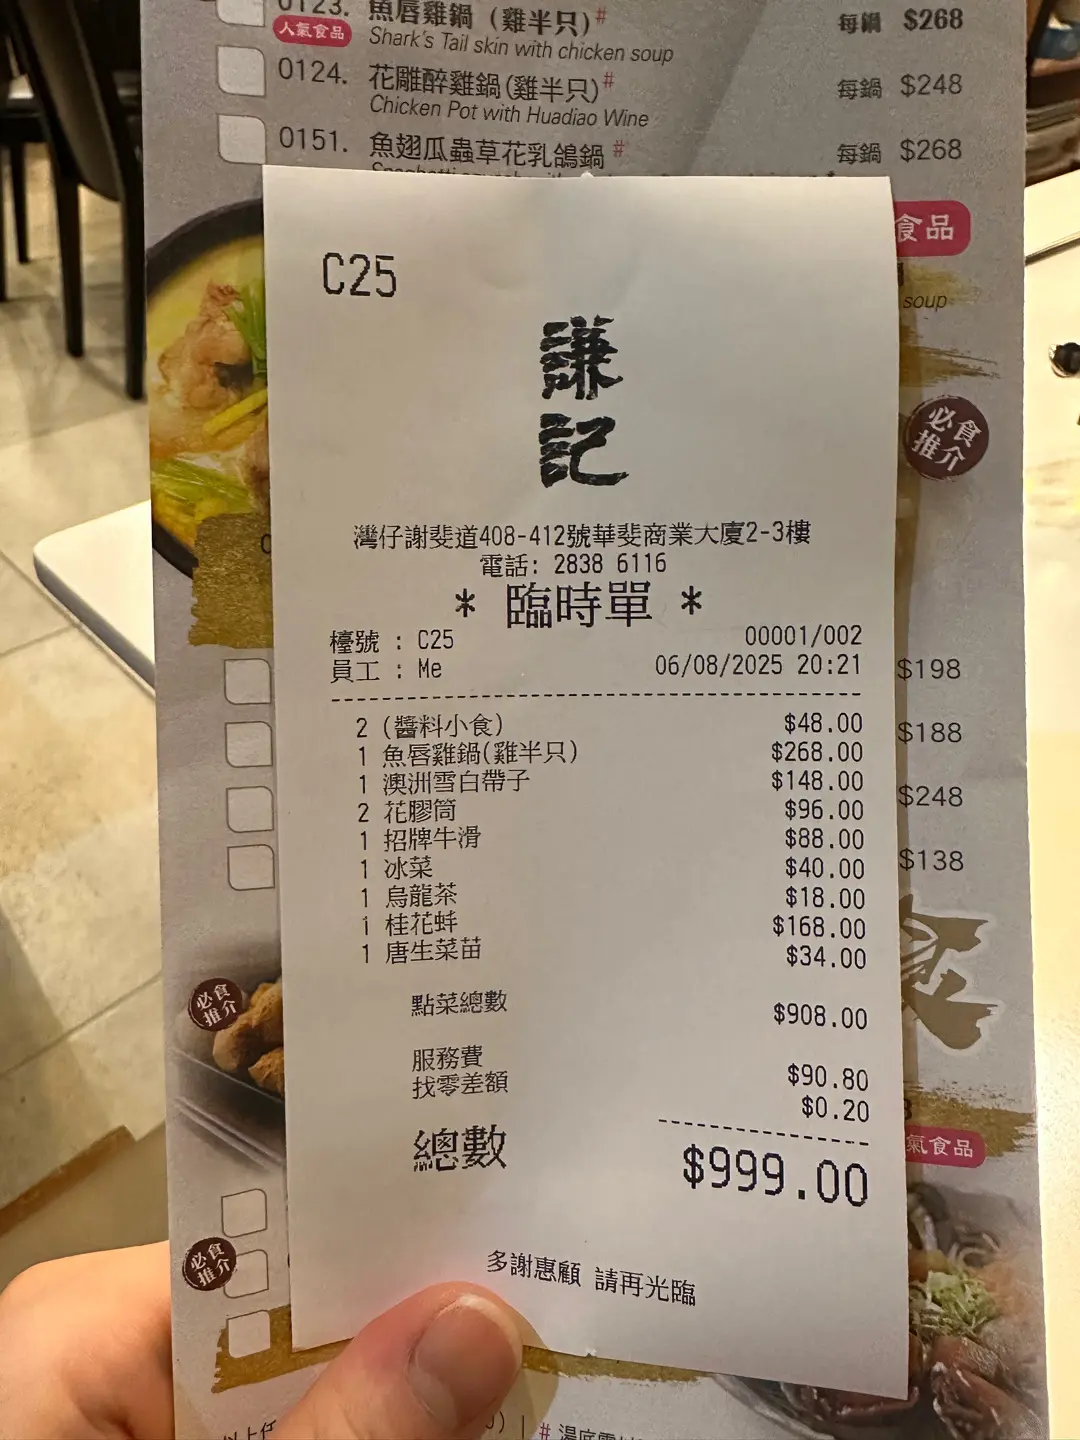 0123. 魚唇雞鍋 (雞半只)# 每鍋 $268
人氣食品 Shark's Tail skin with chicken soup
0124. 花雕醉雞鍋(雞半只)# 每鍋 $248
Chicken Pot with Huadiao Wine
0151. 魚翅瓜蟲草花乳鴿鍋 # 每鍋 $268
食品
soup
必食
推介
C25
謙
記
灣仔謝斐道408-412號華斐商業大廈2-3樓
電話: 2838 6116
* 臨時單 *
檯號 : C25 00001/002
員工 : Me 06/08/2025 20:21
2 (醬料小食) $48.00
1 魚唇雞鍋(雞半只) $268.00
1 澳洲雪白帶子 $148.00
2 花膠筒 $96.00
1 招牌牛滑 $88.00
1 冰菜 $40.00
1 烏龍茶 $18.00
1 桂花蚌 $168.00
1 唐生菜苗 $34.00
點菜總數 $908.00
服務費 $90.80
找零差額 $0.20
總數 $999.00
多謝惠顧 請再光臨
$198
$188
$248
$138
必食
推介
氣食品
必食
推介